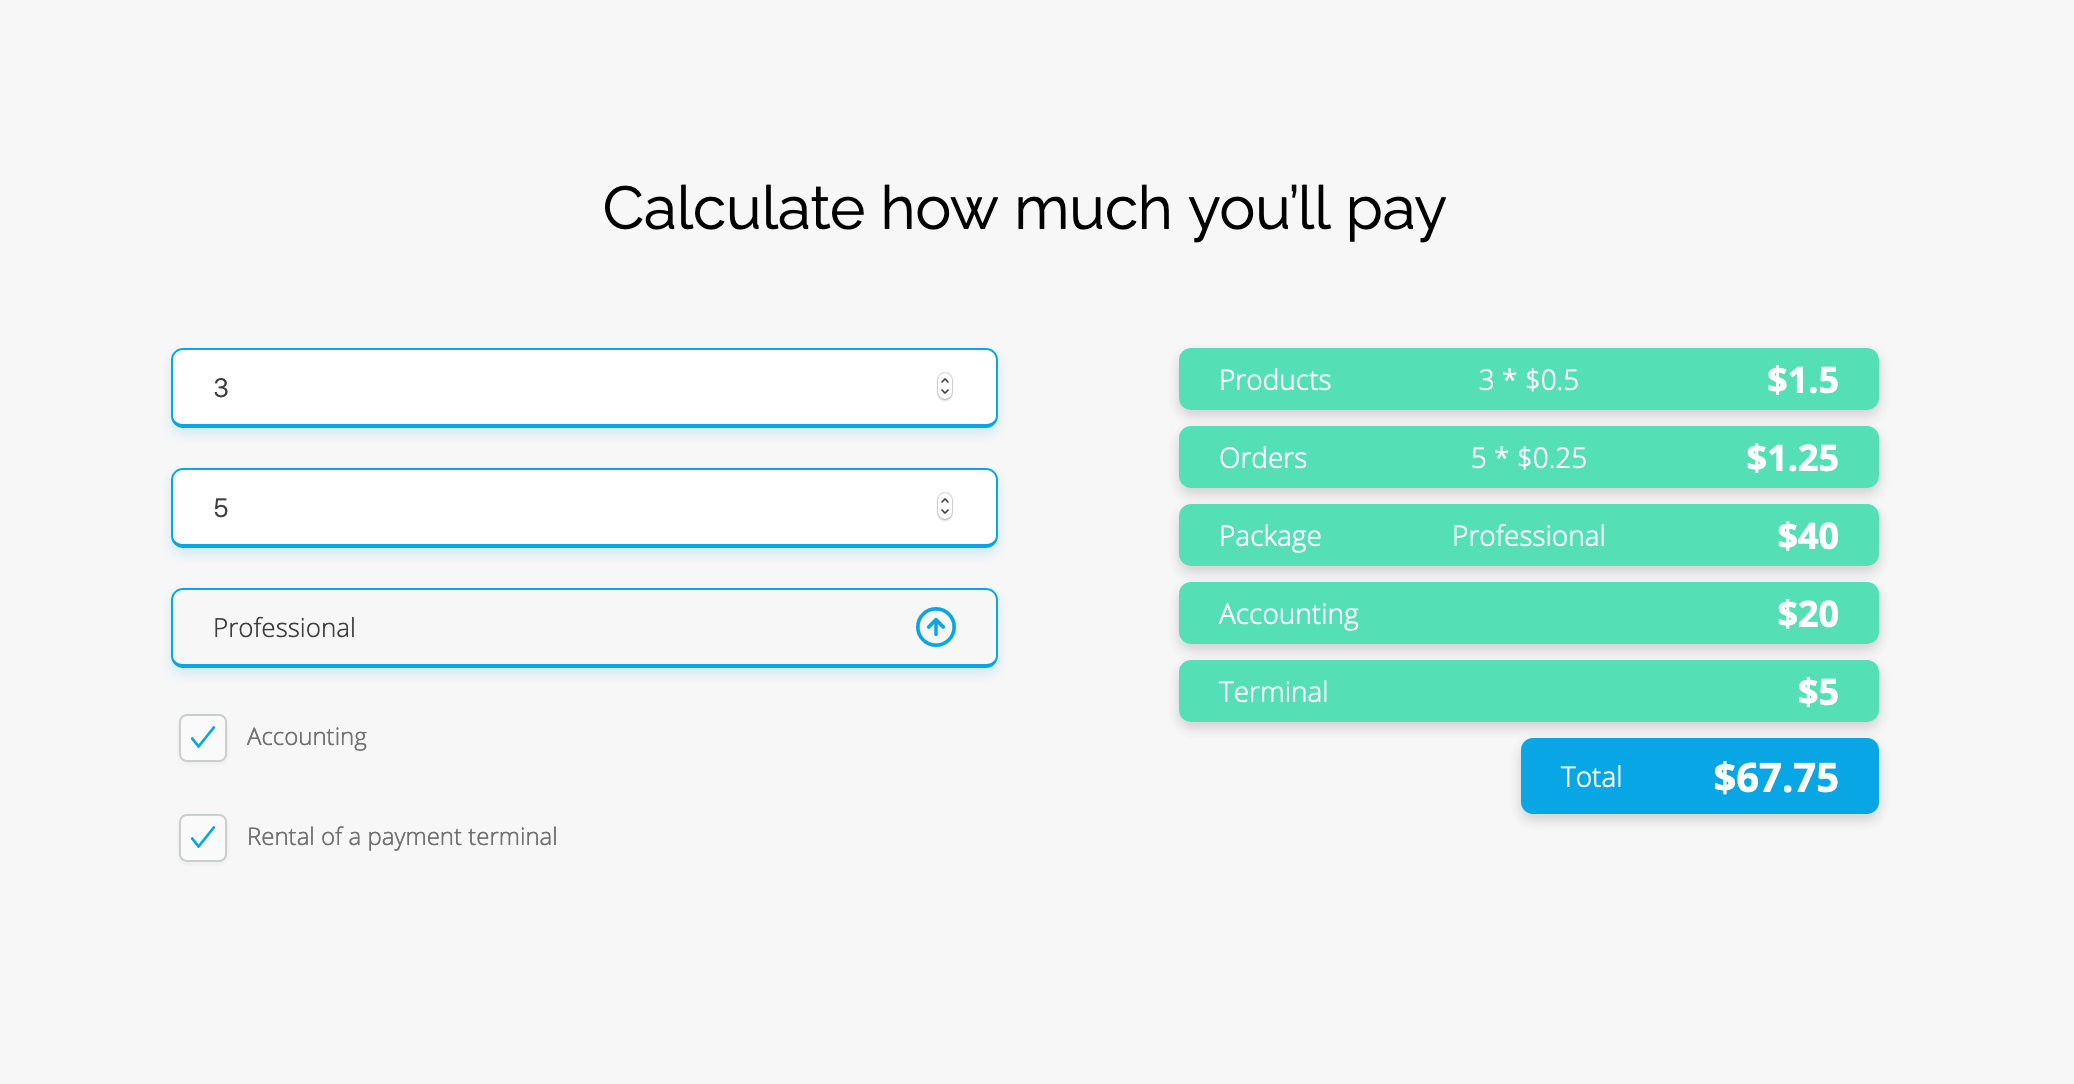 Calculate how much you’ll pay
3
5
Professional
Accounting
Rental of a payment terminal
Products 3 * $0.5 $1.5
Orders 5 * $0.25 $1.25
Package Professional $40
Accounting $20
Terminal $5
Total $67.75